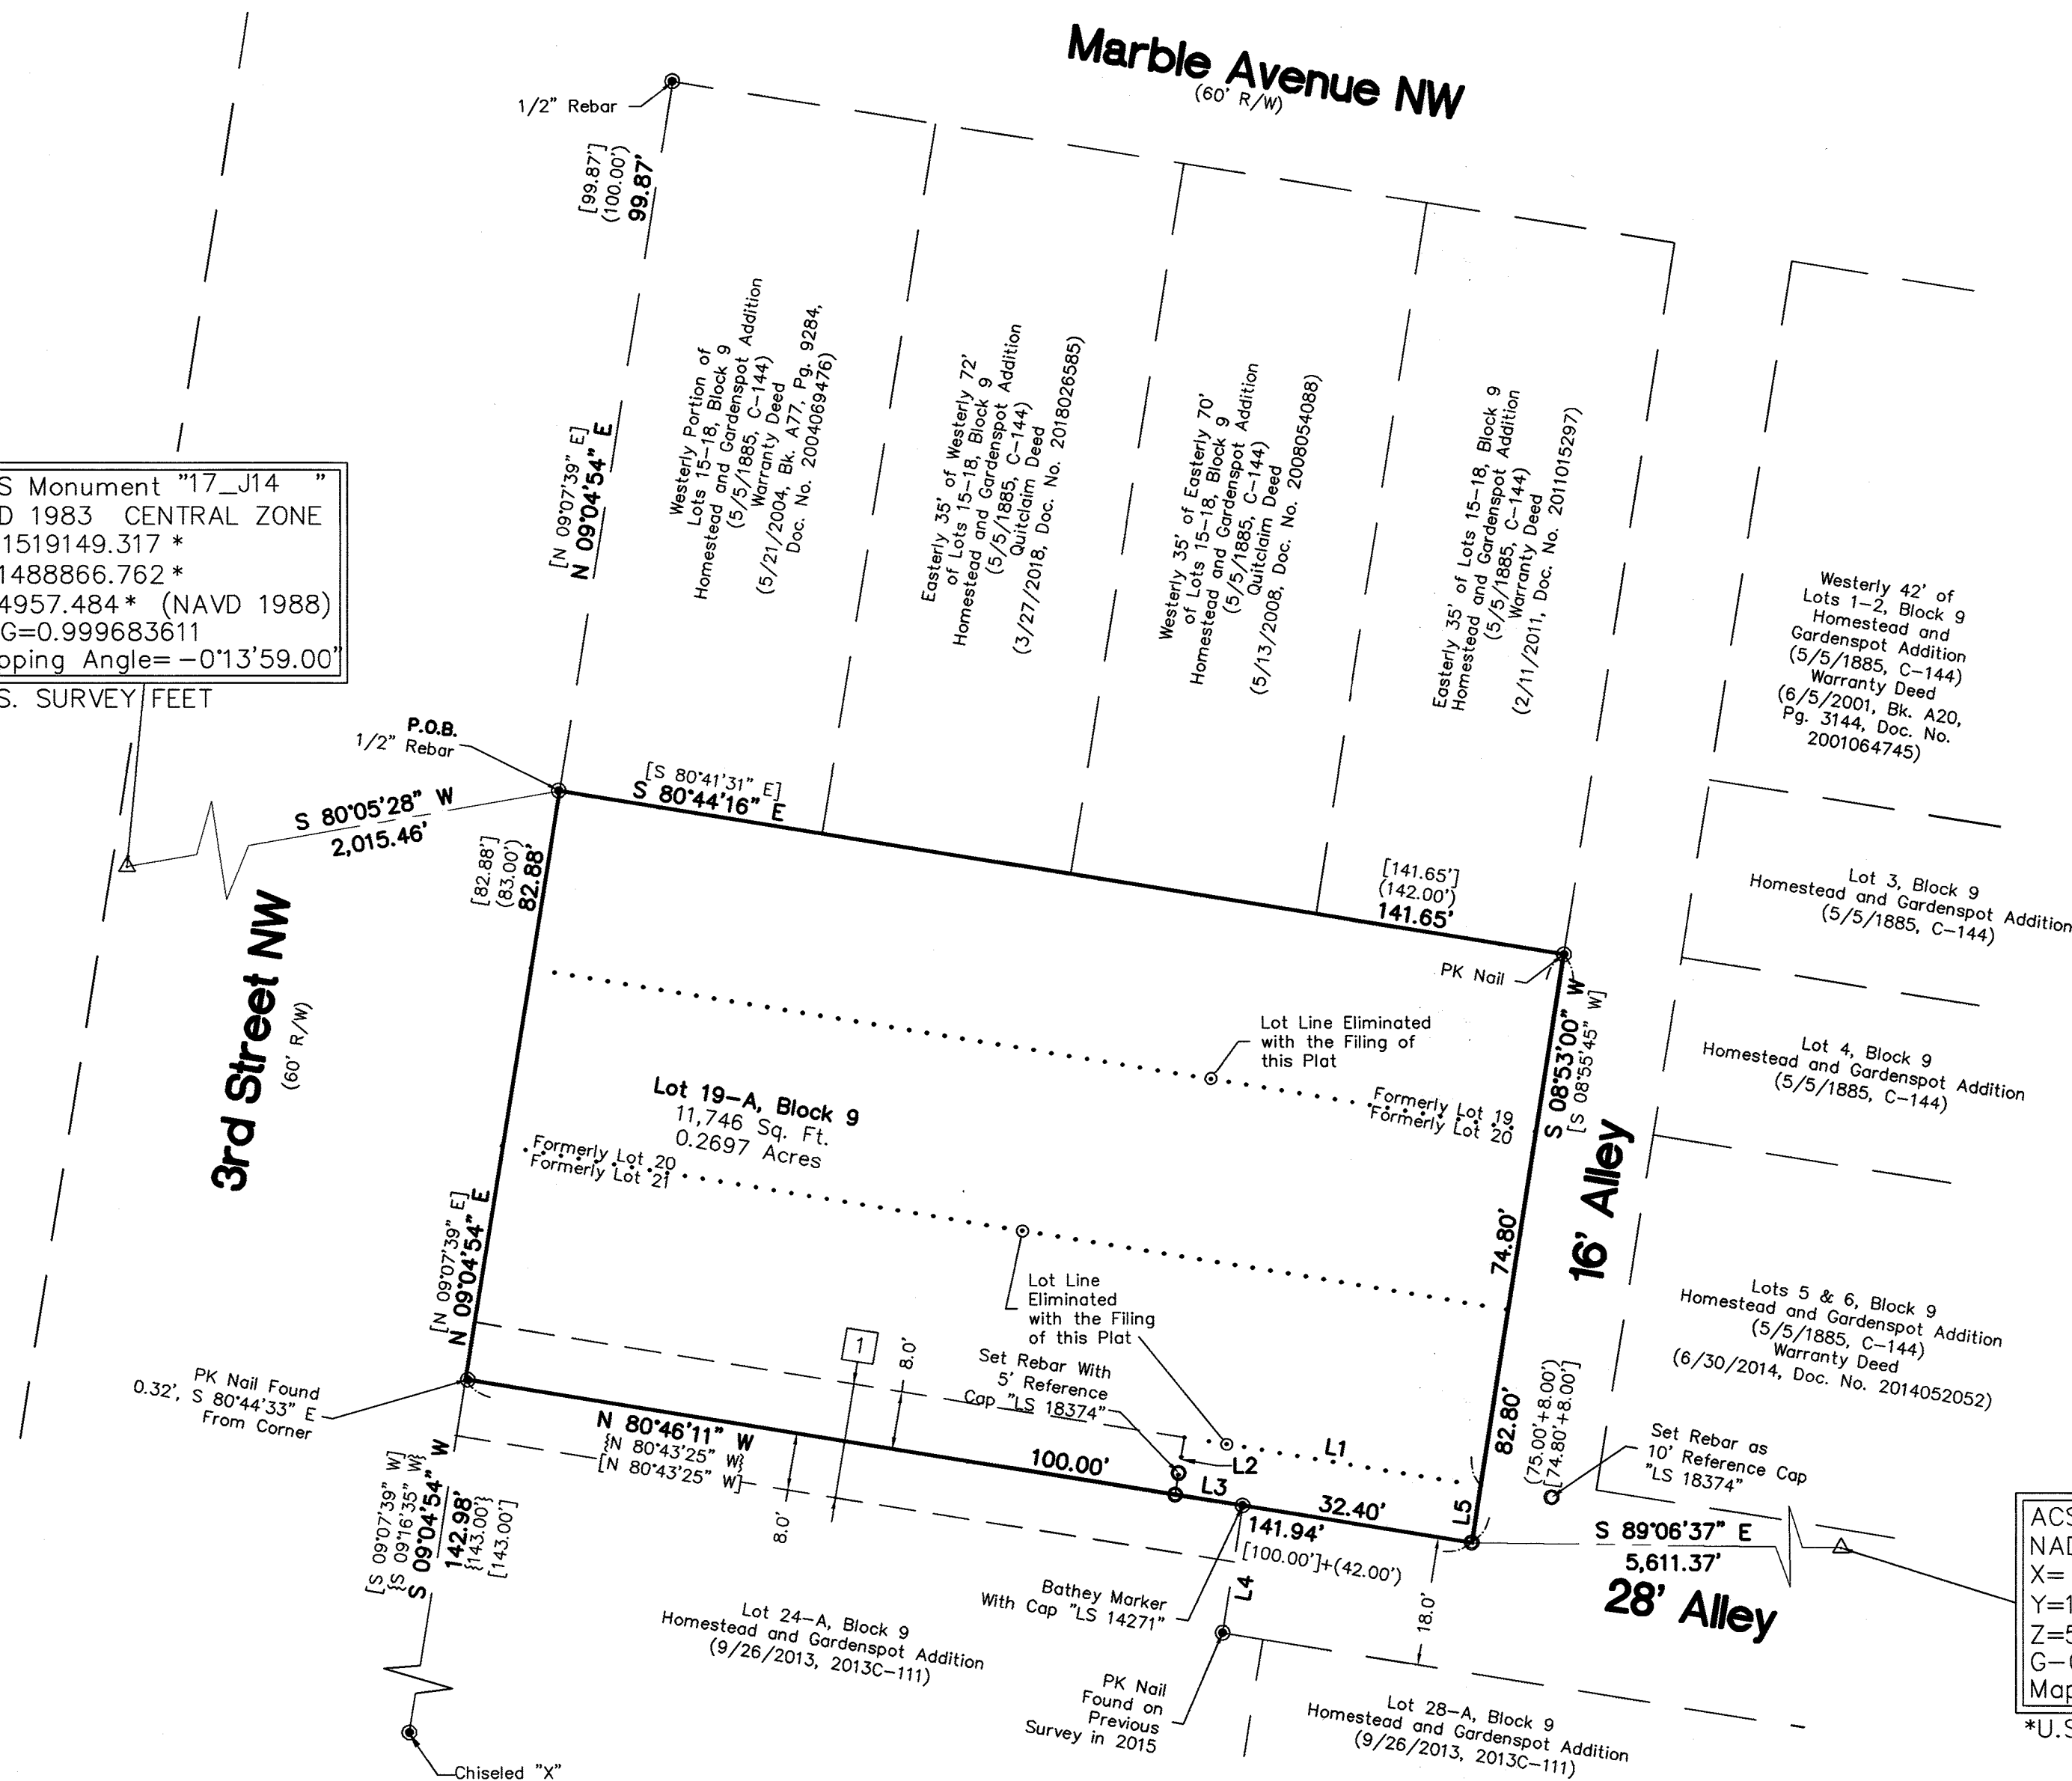 Marble Avenue NW
(60' R/W)
1/2" Rebar
[99.87']
(100.00')
99.87'
[N 09°07'39" E]
N 09°04'54" E
Westerly Portion of
Lots 15-18, Block 9
Homestead and Gardenspot Addition
(5/5/1885, C-144)
Warranty Deed
(5/21/2004, Bk. A77, Pg. 9284,
Doc. No. 2004069476)
Easterly 35' of Westerly 72'
of Lots 15-18, Block 9
Homestead and Gardenspot Addition
(5/5/1885, C-144)
Quitclaim Deed
(3/27/2018, Doc. No. 2018026585)
Westerly 35' of Easterly 70'
of Lots 15-18, Block 9
Homestead and Gardenspot Addition
(5/5/1885, C-144)
Quitclaim Deed
(5/13/2008, Doc. No. 2008054088)
Easterly 35' of Lots 15-18, Block 9
Homestead and Gardenspot Addition
(5/5/1885, C-144)
Warranty Deed
(2/11/2011, Doc. No. 2011015297)
Westerly 42' of
Lots 1-2, Block 9
Homestead and
Gardenspot Addition
(5/5/1885, C-144)
Warranty Deed
(6/5/2001, Bk. A20,
Pg. 3144, Doc. No.
2001064745)
S Monument "17_J14 "
D 1983 CENTRAL ZONE
1519149.317 *
1488866.762 *
4957.484* (NAVD 1988)
G=0.999683611
pping Angle= -0°13'59.00"
S. SURVEY FEET
P.O.B.
1/2" Rebar
S 80°05'28" W
2,015.46'
[S 80°41'31" E]
S 80°44'16" E
[82.88']
(83.00')
82.88'
[141.65']
(142.00')
141.65'
PK Nail
Lot 3, Block 9
Homestead and Gardenspot Addition
(5/5/1885, C-144)
3rd Street NW
(60' R/W)
Lot Line Eliminated
with the Filing of
this Plat
S 08°53'00" W
[S 08°55'45" W]
Lot 4, Block 9
Homestead and Gardenspot Addition
(5/5/1885, C-144)
Lot 19-A, Block 9
11,746 Sq. Ft.
0.2697 Acres
Formerly Lot 19
Formerly Lot 20
Formerly Lot 20
Formerly Lot 21
16' Alley
74.80'
[N 09°07'39" E]
N 09°04'54" E
Lot Line
Eliminated
with the Filing
of this Plat
Lots 5 & 6, Block 9
Homestead and Gardenspot Addition
(5/5/1885, C-144)
Warranty Deed
(6/30/2014, Doc. No. 2014052052)
1
8.0'
Set Rebar With
5' Reference
Cap "LS 18374"
PK Nail Found
0.32', S 80°44'33" E
From Corner
82.80'
(75.00'+8.00')
[74.80'+8.00']
Set Rebar as
10' Reference Cap
"LS 18374"
N 80°46'11" W
{N 80°43'25" W}
[N 80°43'25" W]
100.00'
L1
L2
L3
32.40'
L5
141.94'
[100.00']+(42.00')
8.0'
[S 09°07'39" W]
{S 09°16'35" W}
S 09°04'54" W
142.98'
{143.00'}
[143.00']
S 89°06'37" E
5,611.37'
28' Alley
Bathey Marker
With Cap "LS 14271"
L4
18.0'
Lot 24-A, Block 9
Homestead and Gardenspot Addition
(9/26/2013, 2013C-111)
PK Nail
Found on
Previous
Survey in 2015
Lot 28-A, Block 9
Homestead and Gardenspot Addition
(9/26/2013, 2013C-111)
Chiseled "X"
ACS
NAD
X=
Y=1
Z=5
G-
Map
*U.S